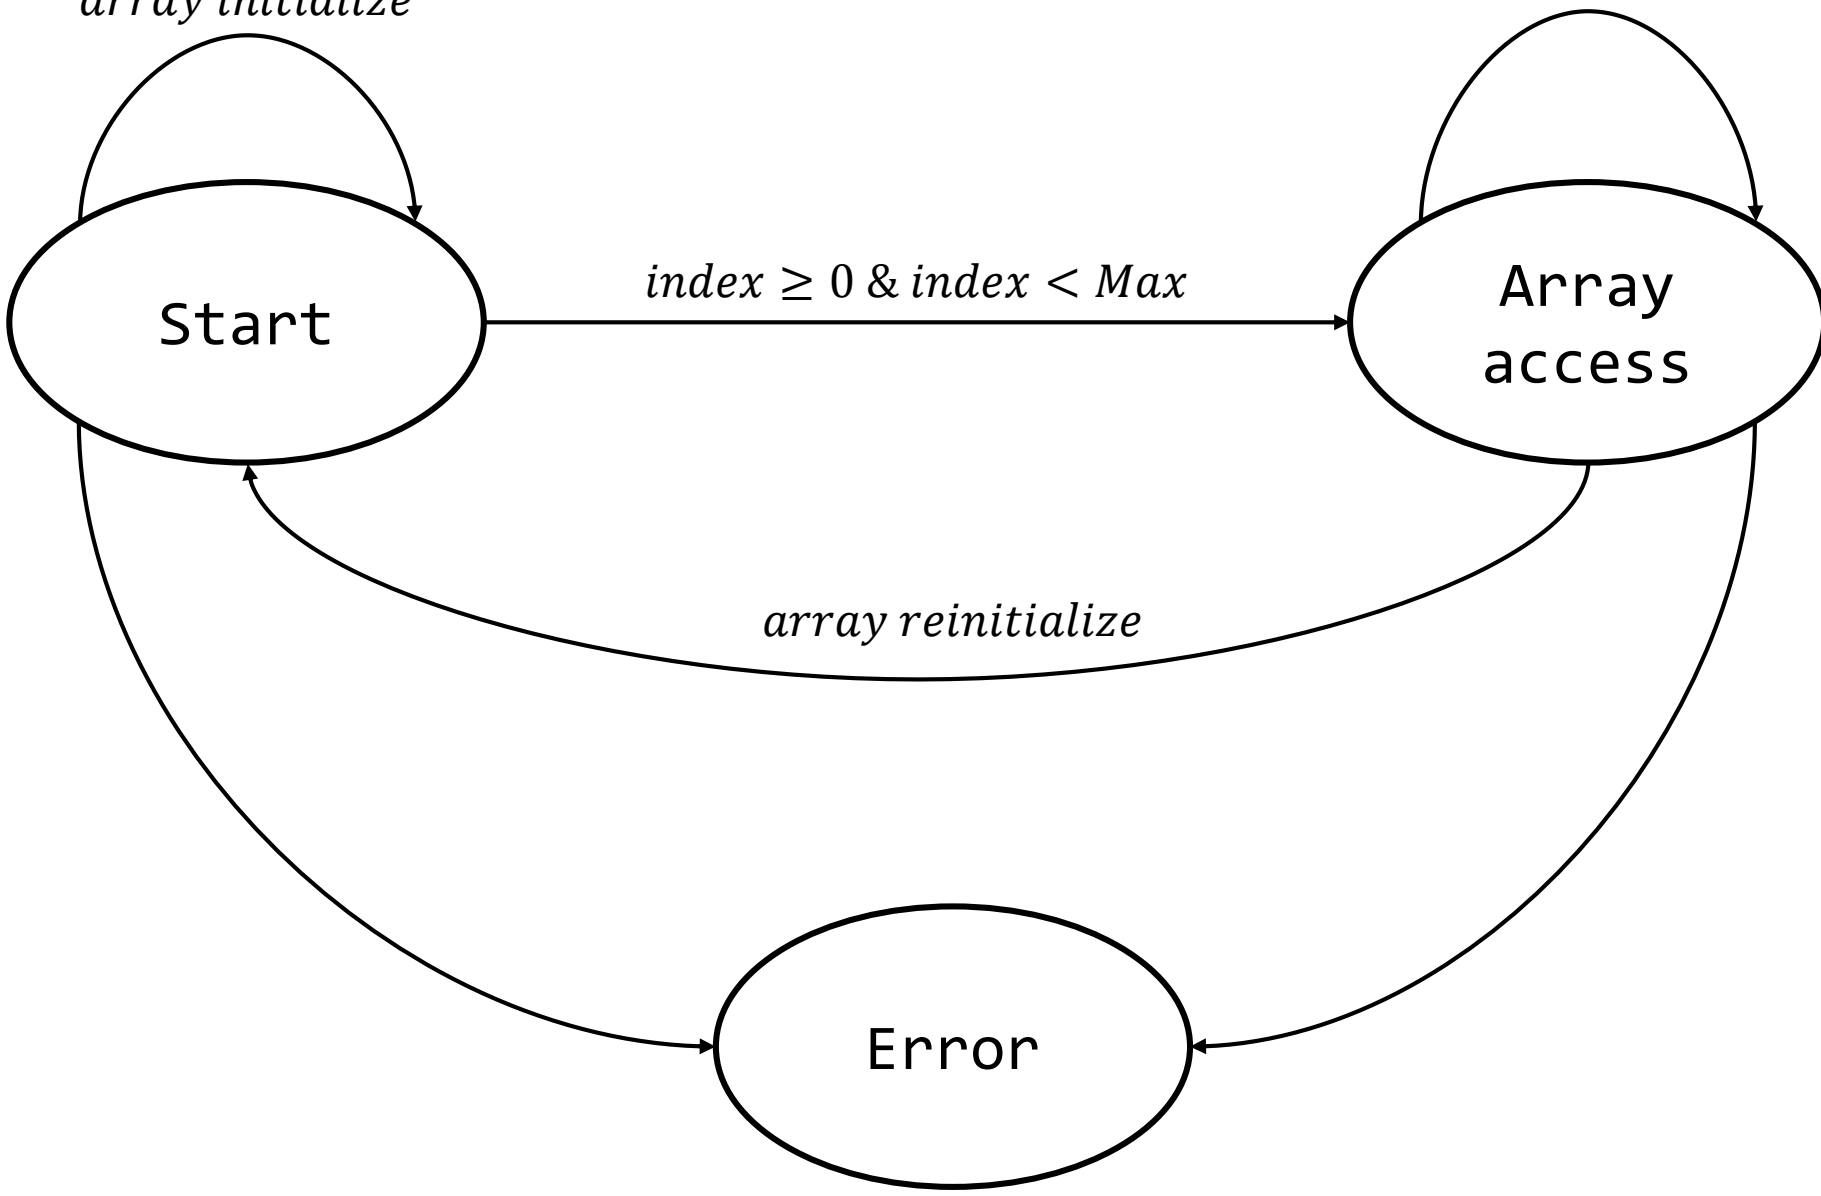 array initialize
index ≥ 0 & index < Max
Start
Array
access
array reinitialize
Error